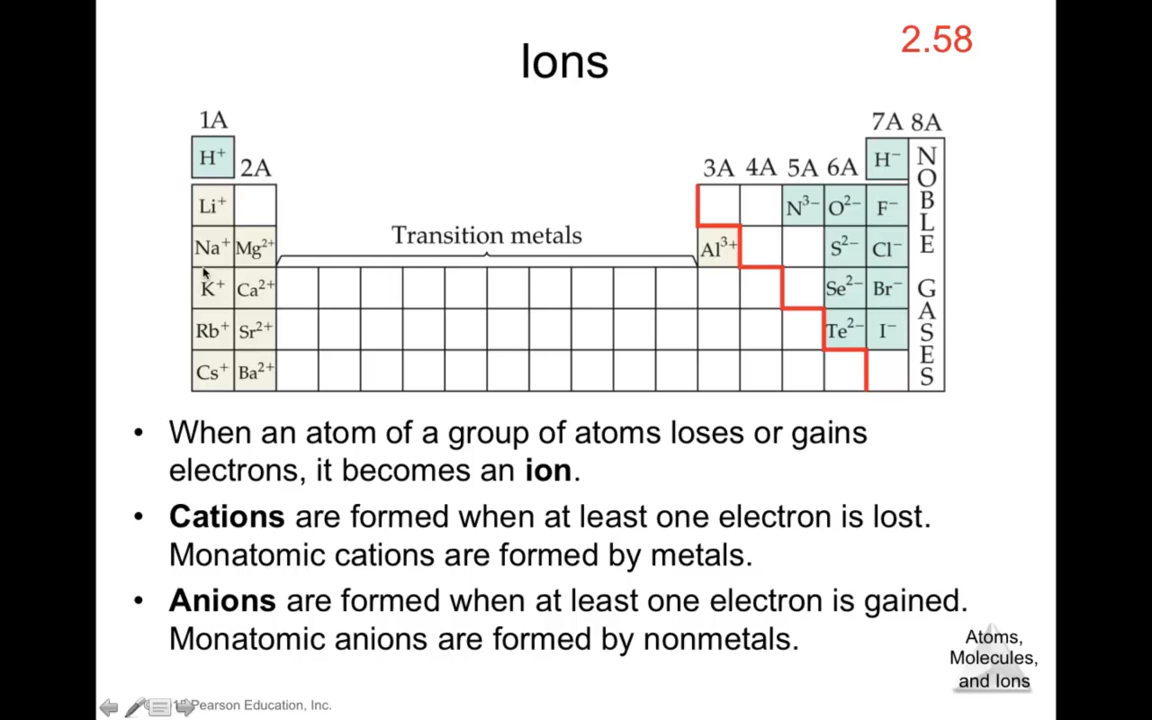 2.58
Ions
1A
7A 8A
H⁺
H⁻
2A
3A 4A 5A 6A
NOBLE GASES
Li⁺
N³⁻ O²⁻ F⁻
Transition metals
Na⁺ Mg²⁺
Al³⁺
S²⁻ Cl⁻
K⁺ Ca²⁺
Se²⁻ Br⁻
Rb⁺ Sr²⁺
Te²⁻ I⁻
Cs⁺ Ba²⁺
• When an atom of a group of atoms loses or gains
electrons, it becomes an ion.
• Cations are formed when at least one electron is lost.
Monatomic cations are formed by metals.
• Anions are formed when at least one electron is gained.
Monatomic anions are formed by nonmetals.
Atoms,
Molecules,
and Ions
Pearson Education, Inc.